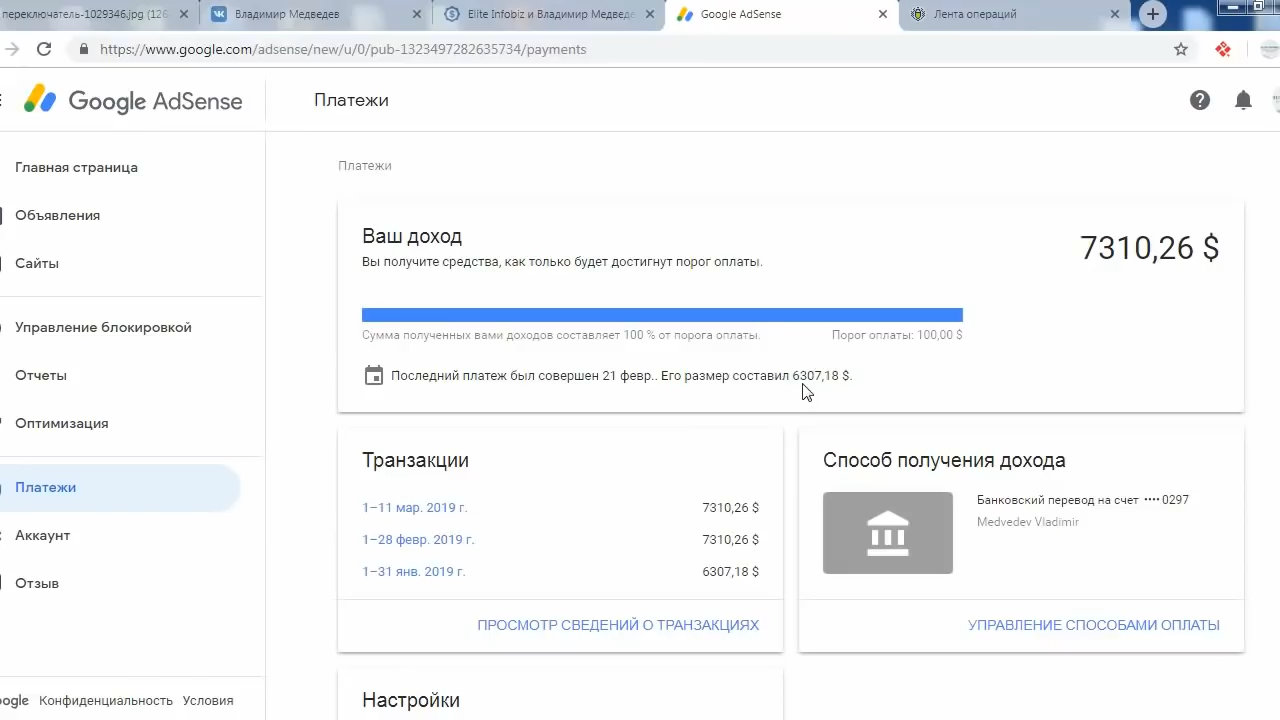 переключатель-1029346.jpg (126
Владимир Медведев
Elite Infobiz — Владимир Медведе
Google AdSense
Лента операций
https://www.google.com/adsense/new/u/0/pub-1323497282635734/payments
Google AdSense
Платежи
Главная страница
Объявления
Сайты
Управление блокировкой
Отчеты
Оптимизация
Платежи
Аккаунт
Отзыв
oogle Конфиденциальность Условия
Платежи
Ваш доход
7310,26 $
Вы получите средства, ак только будет достигнут порог оплаты.
Сумма полученных вами доходов составляет 100 % от порога оплаты.
Порог оплаты: 100,00 $
Последний платеж был совершен 21 февр.. Его размер составил 6307,18 $.
Транзакции
1–11 мар. 2019 г. 7310,26 $
1–28 февр. 2019 г. 7310,26 $
1–31 янв. 2019 г. 6307,18 $
ПРОСМОТР СВЕДЕНИЙ О ТРАНЗАКЦИЯХ
Способ получения дохода
Банковский перевод на счет •••• 0297
Medvedev Vladimir
УПРАВЛЕНИЕ СПОСОБАМИ ОПЛАТЫ
Настройки